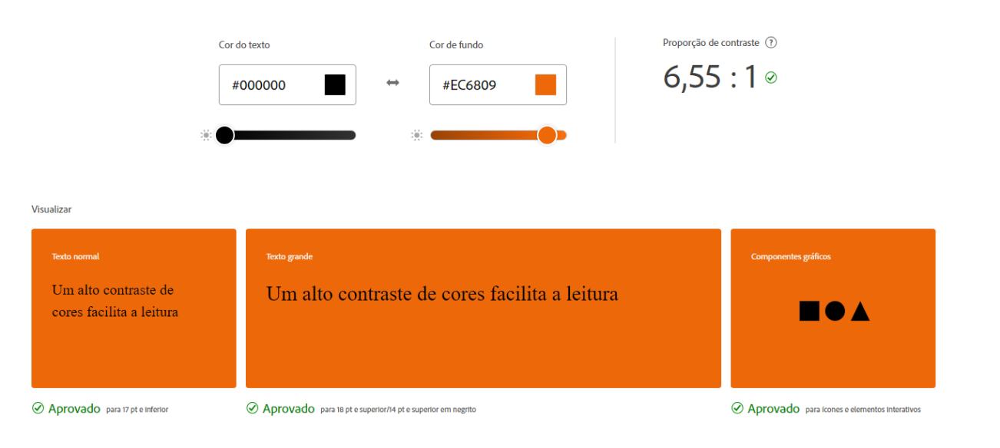 Cor do texto
Cor de fundo
Proporção de contraste ?
#000000
#EC6809
6,55 : 1
Visualizar
Texto normal
Um alto contraste de
cores facilita a leitura
Texto grande
Um alto contraste de cores facilita a leitura
Componentes gráficos
Aprovado para 17 pt e inferior
Aprovado para 18 pt e superior/14 pt e superior em negrito
Aprovado para ícones e elementos interativos